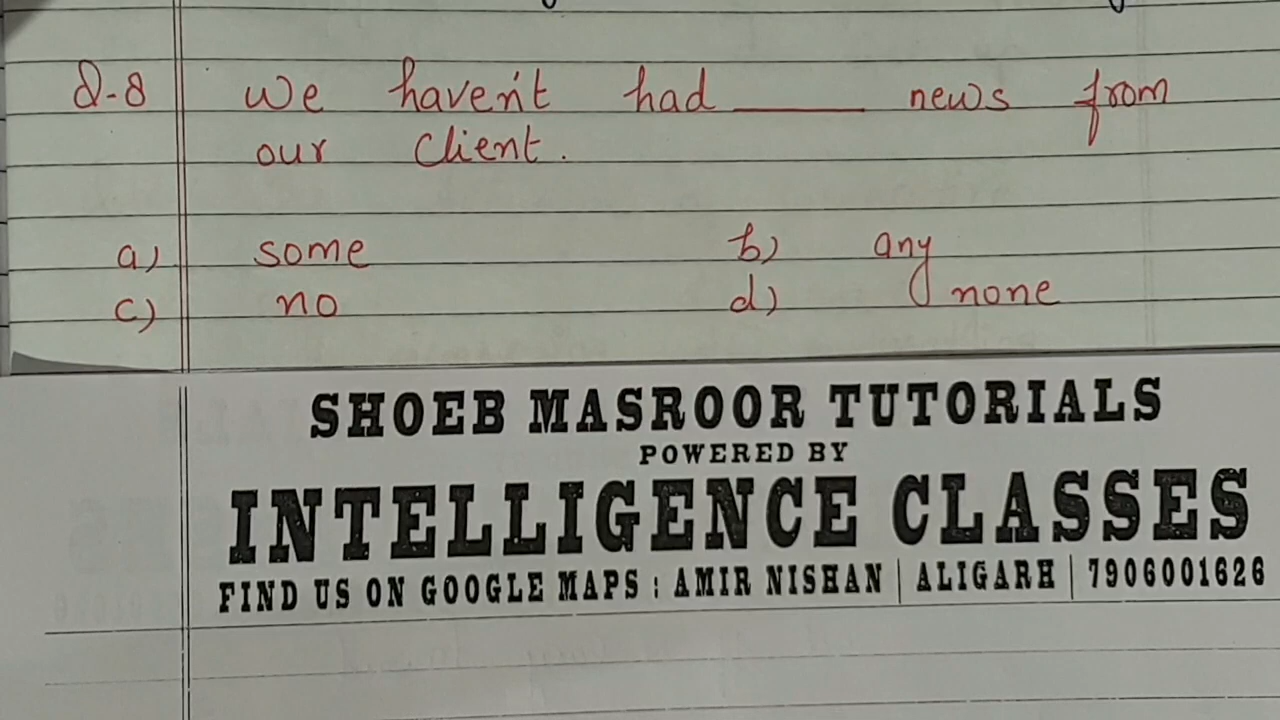 Q-8 We haven't had ______ news from
our client.
a) some b) any
c) no d) none
SHOEB MASROOR TUTORIALS
POWERED BY
INTELLIGENCE CLASSES
FIND US ON GOOGLE MAPS : AMIR NISHAN | ALIGARH | 7906001626